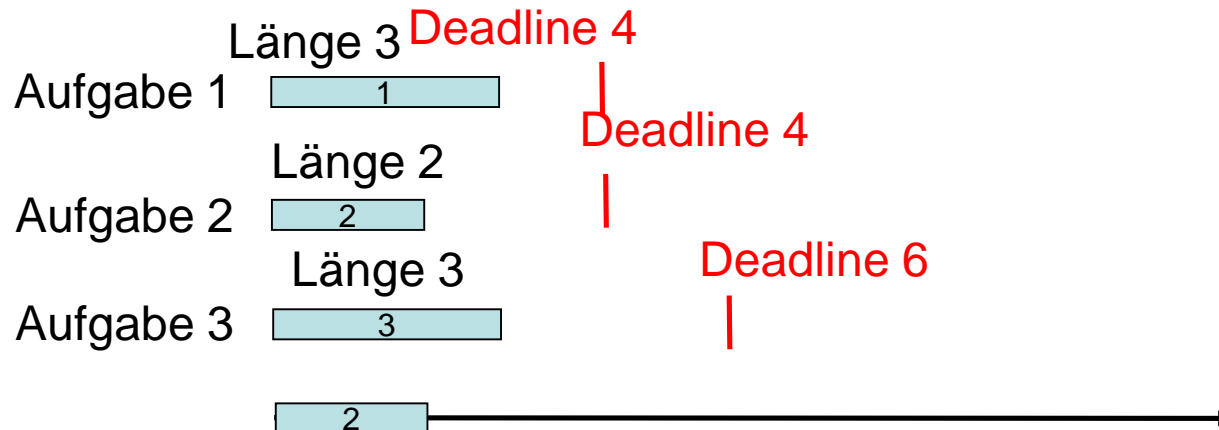 Länge 3 Deadline 4
Aufgabe 1 1
Deadline 4
Länge 2
Aufgabe 2 2
Länge 3 Deadline 6
Aufgabe 3 3
2